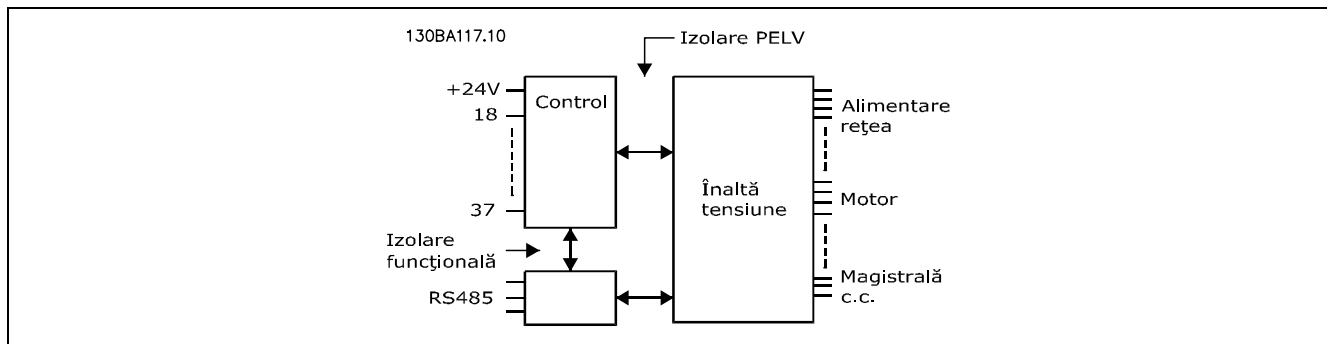 130BA117.10
Izolare PELV
+24V
Control
18
37
Alimentare
reţea
Înaltă
tensiune
Motor
Izolare
funcţională
RS485
Magistrală
c.c.